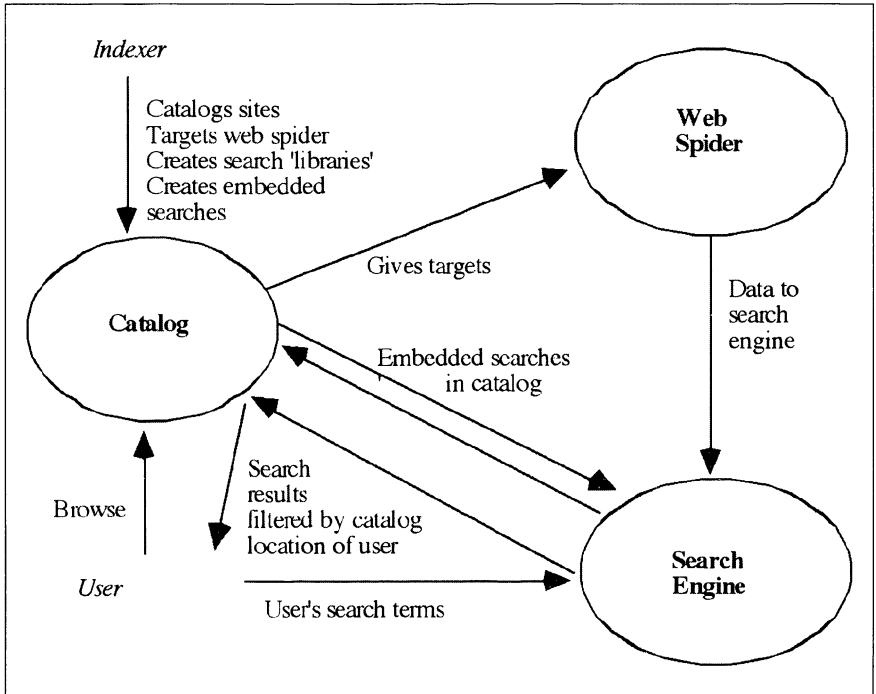 Indexer
Catalogs sites
Targets web spider
Creates search 'libraries'
Creates embedded
searches
Web
Spider
Gives targets
Catalog
Data to
search
engine
Embedded searches
in catalog
Browse
Search
results
filtered by catalog
location of user
User
User's search terms
Search
Engine